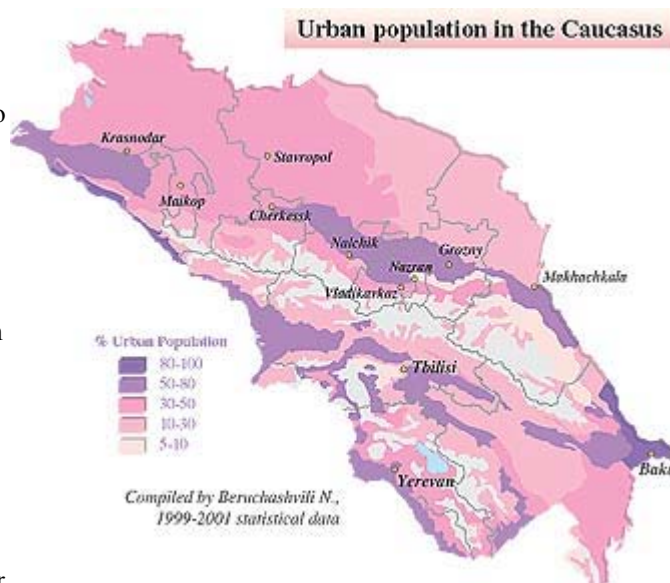 Urban population in the Caucasus
Krasnodar
Stavropol
Maikop
Cherkessk
Nalchik
Grozny
Nazran
Makhachkala
Vladikavkaz
% Urban Population
80-100
50-80
30-50
10-30
5-10
Tbilisi
Baku
Yerevan
Compiled by Beruchashvili N.,
1999-2001 statistical data